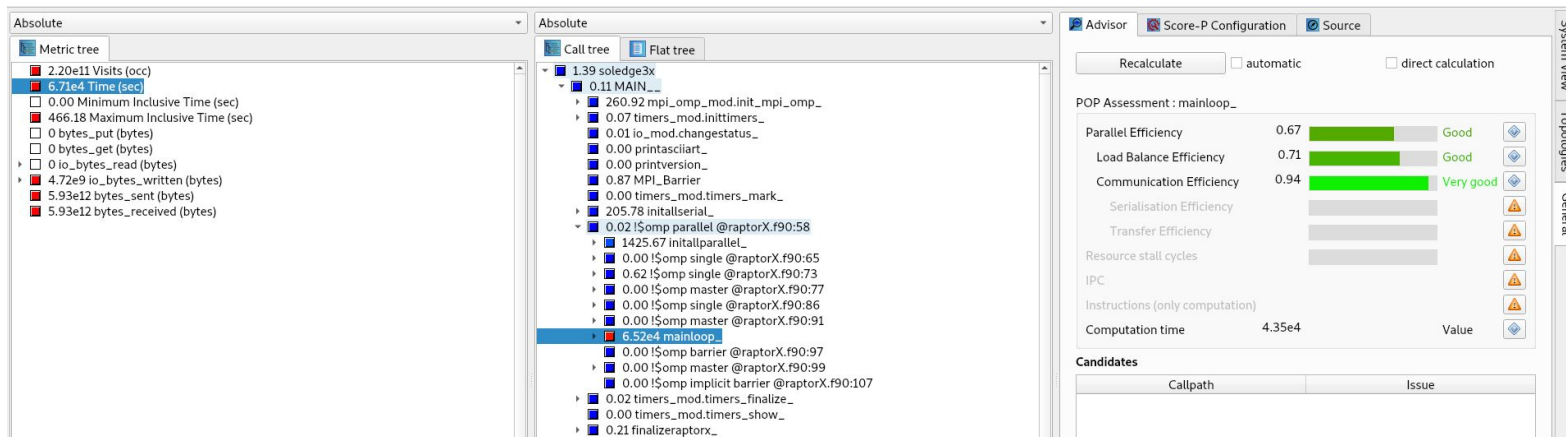 Absolute
Metric tree
2.20e11 Visits (occ)
6.71e4 Time (sec)
0.00 Minimum Inclusive Time (sec)
466.18 Maximum Inclusive Time (sec)
0 bytes_put (bytes)
0 bytes_get (bytes)
0 io_bytes_read (bytes)
4.72e9 io_bytes_written (bytes)
5.93e12 bytes_sent (bytes)
5.93e12 bytes_received (bytes)
Absolute
Call tree Flat tree
1.39 soledge3x
0.11 MAIN__
260.92 mpi_omp_mod.init_mpi_omp_
0.07 timers_mod.inittimers_
0.01 io_mod.changestatus_
0.00 printasciiart_
0.00 printversion_
0.87 MPI_Barrier
0.00 timers_mod.timers_mark_
205.78 initallserial_
0.02 !$omp parallel @raptorX.f90:58
1425.67 initallparallel_
0.00 !$omp single @raptorX.f90:65
0.62 !$omp single @raptorX.f90:73
0.00 !$omp master @raptorX.f90:77
0.00 !$omp single @raptorX.f90:86
0.00 !$omp master @raptorX.f90:91
6.52e4 mainloop_
0.00 !$omp barrier @raptorX.f90:97
0.00 !$omp master @raptorX.f90:99
0.00 !$omp implicit barrier @raptorX.f90:107
0.02 timers_mod.timers_finalize_
0.00 timers_mod.timers_show_
0.21 finalizeraptorx_
Advisor Score-P Configuration Source
Recalculate automatic direct calculation
POP Assessment : mainloop_
Parallel Efficiency 0.67 Good
Load Balance Efficiency 0.71 Good
Communication Efficiency 0.94 Very good
Serialisation Efficiency
Transfer Efficiency
Resource stall cycles
IPC
Instructions (only computation)
Computation time 4.35e4 Value
Candidates
Callpath Issue
System View
Topologies
General